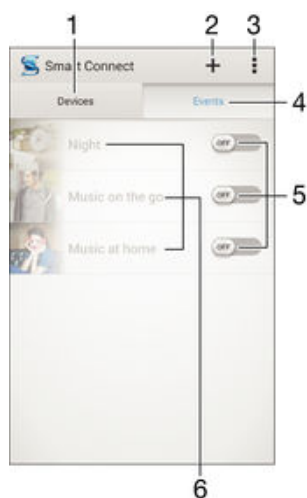 1 2 3
Smart Connect
Devices Events 4
Night OFF
Music on the go OFF 5
Music at home OFF
6